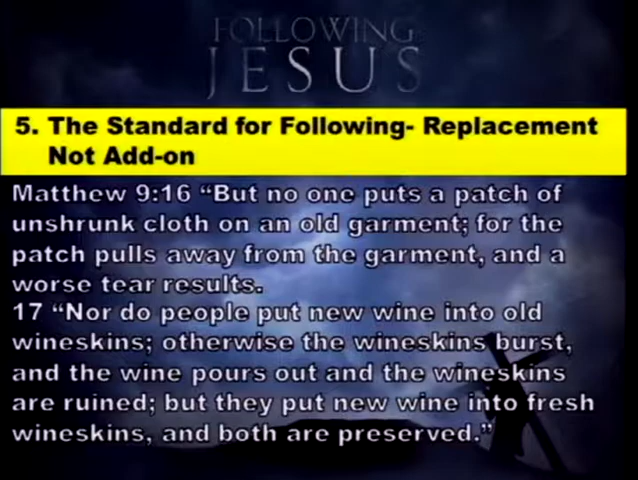 FOLLOWING
JESUS
5. The Standard for Following- Replacement
Not Add-on
Matthew 9:16 “But no one puts a patch of
unshrunk cloth on an old garment; for the
patch pulls away from the garment, and a
worse tear results.
17 “Nor do people put new wine into old
wineskins; otherwise the wineskins burst,
and the wine pours out and the wineskins
are ruined; but they put new wine into fresh
wineskins, and both are preserved.”